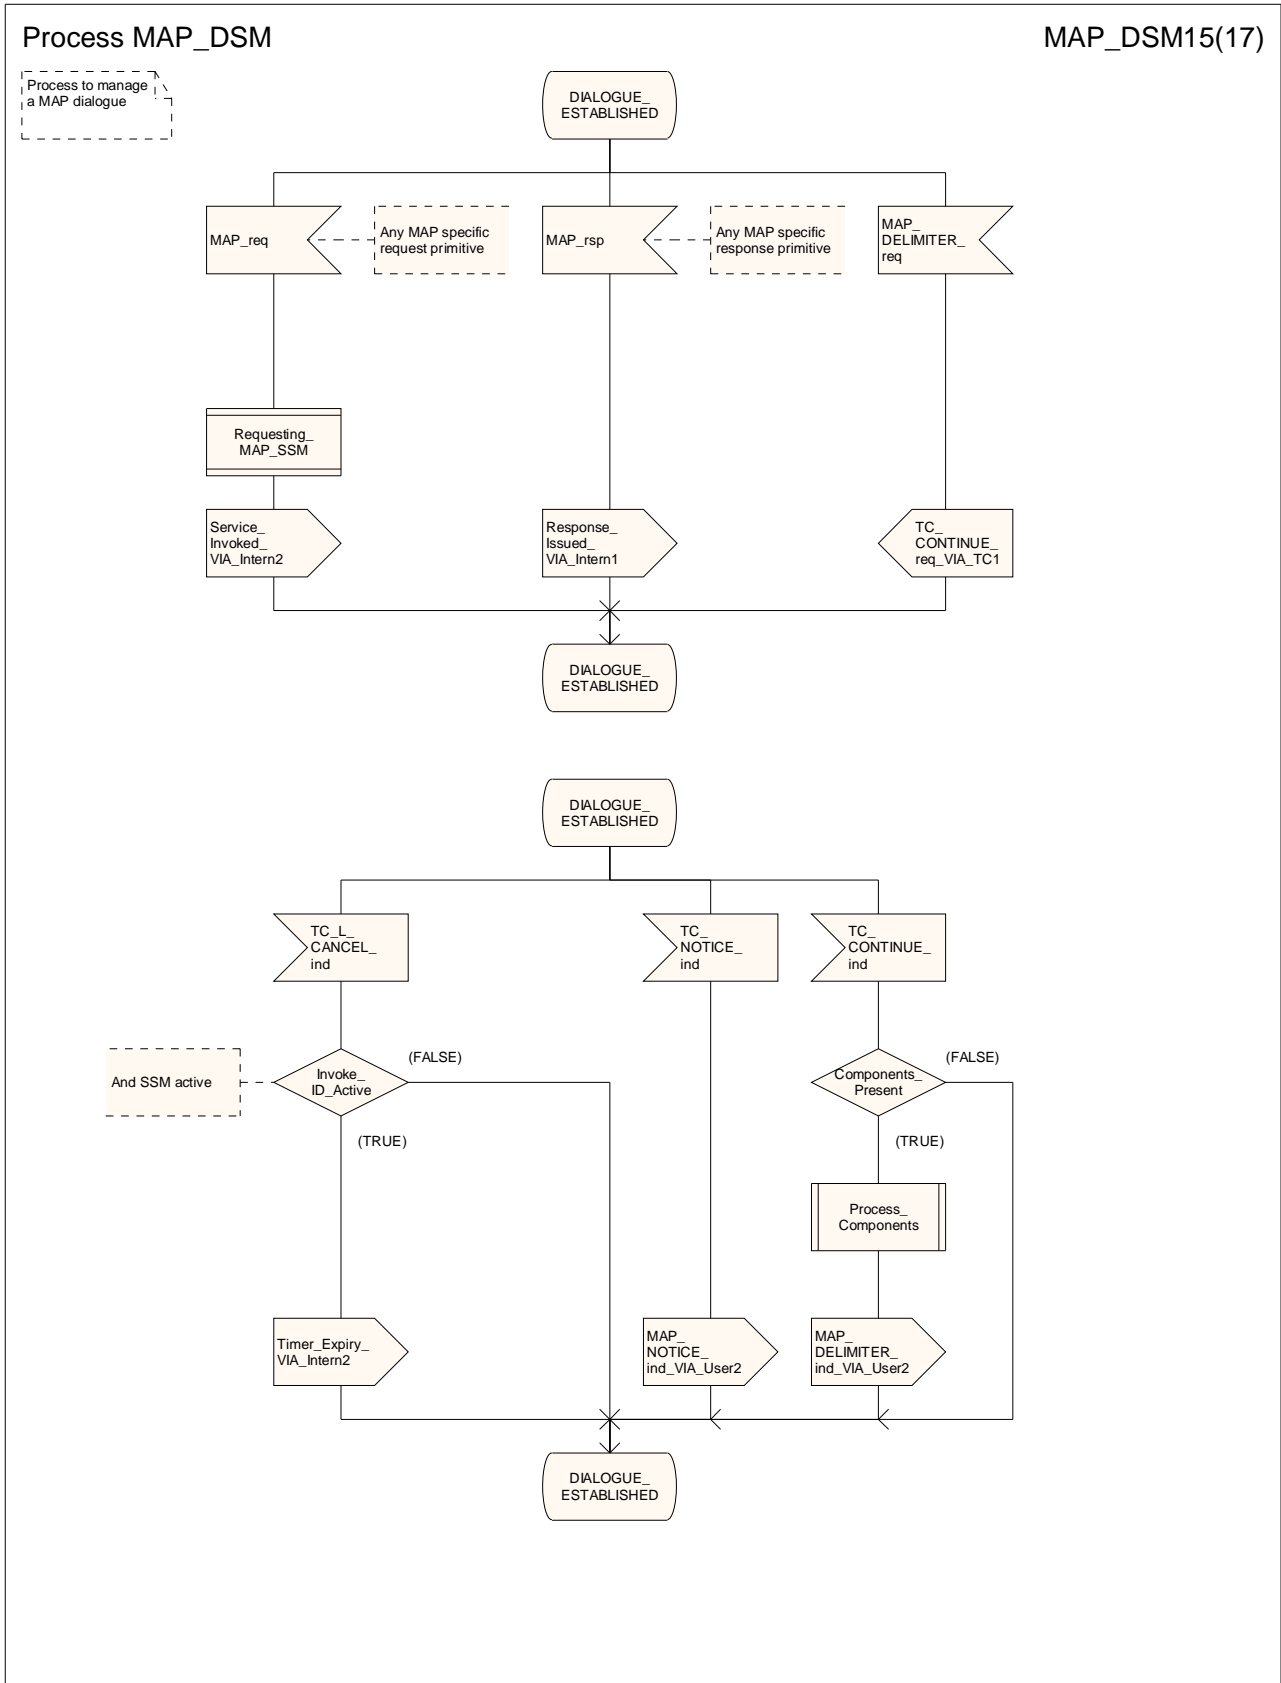 Process MAP_DSM
MAP_DSM15(17)
Process to manage
a MAP dialogue
DIALOGUE_
ESTABLISHED
MAP_req
Any MAP specific
request primitive
MAP_rsp
Any MAP specific
response primitive
MAP_
DELIMITER_
req
Requesting_
MAP_SSM
Service_
Invoked_
VIA_Intern2
Response_
Issued_
VIA_Intern1
TC_
CONTINUE_
req_VIA_TC1
DIALOGUE_
ESTABLISHED
DIALOGUE_
ESTABLISHED
TC_L_
CANCEL_
ind
TC_
NOTICE_
ind
TC_
CONTINUE_
ind
And SSM active
Invoke_
ID_Active
(FALSE)
(TRUE)
Components_
Present
(FALSE)
(TRUE)
Process_
Components
Timer_Expiry_
VIA_Intern2
MAP_
NOTICE_
ind_VIA_User2
MAP_
DELIMITER_
ind_VIA_User2
DIALOGUE_
ESTABLISHED